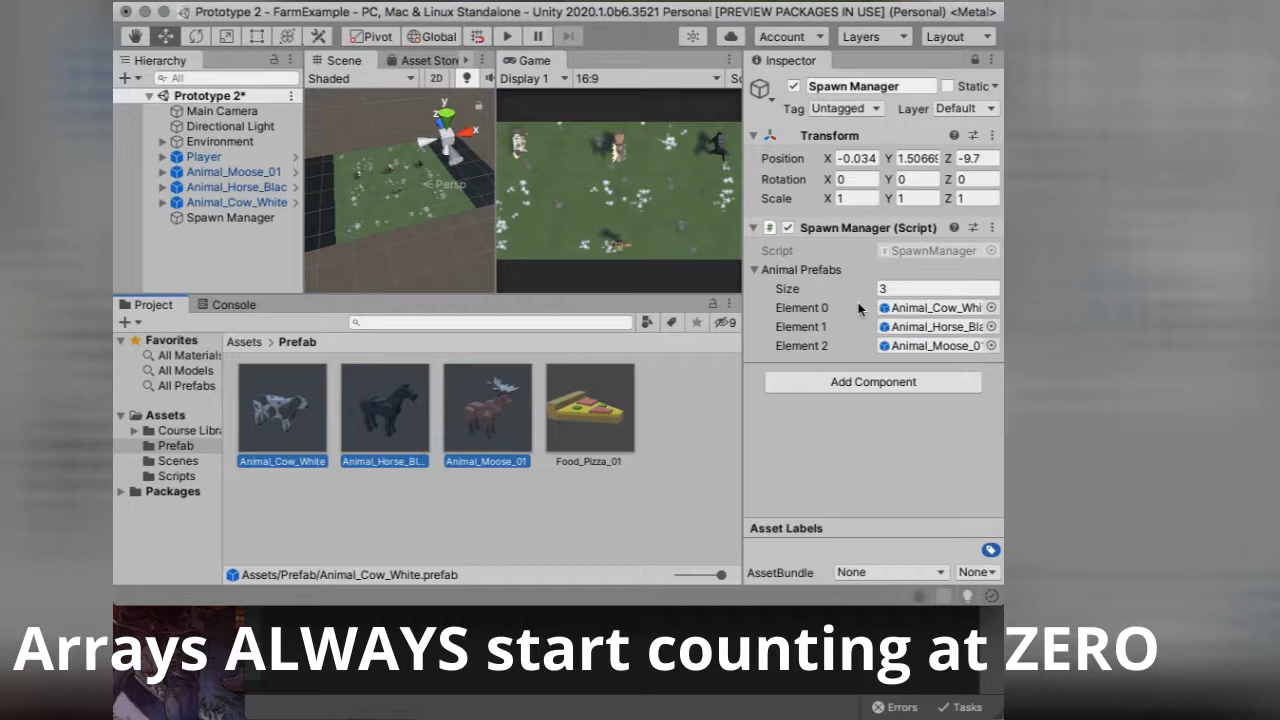 Prototype 2 - FarmExample - PC, Mac & Linux Standalone - Unity 2020.1.0b6.3521 Personal [PREVIEW PACKAGES IN USE] (Personal) <Metal>
Pivot Global Account Layers Layout
Hierarchy
All
Prototype 2*
Main Camera
Directional Light
Environment
Player
Animal_Moose_01
Animal_Horse_Blac
Animal_Cow_White
Spawn Manager
Scene Asset Store
Shaded 2D
y
z
x
Persp
Game
Display 1 16:9 Sc
Inspector
Spawn Manager Static
Tag Untagged Layer Default
Transform
Position X -0.034 Y 1.5066 Z -9.7
Rotation X 0 Y 0 Z 0
Scale X 1 Y 1 Z 1
# Spawn Manager (Script)
Script # SpawnManager
Animal Prefabs
Size 3
Element 0 Animal_Cow_Whi
Element 1 Animal_Horse_Bla
Element 2 Animal_Moose_0
Add Component
Asset Labels
AssetBundle None None
Project Console
9
Favorites
All Materials
All Models
All Prefabs
Assets
Course Libra
Prefab
Scenes
Scripts
Packages
Assets > Prefab
Animal_Cow_White Animal_Horse_Bl... Animal_Moose_01 Food_Pizza_01
Assets/Prefab/Animal_Cow_White.prefab
Arrays ALWAYS start counting at ZERO
Errors Tasks